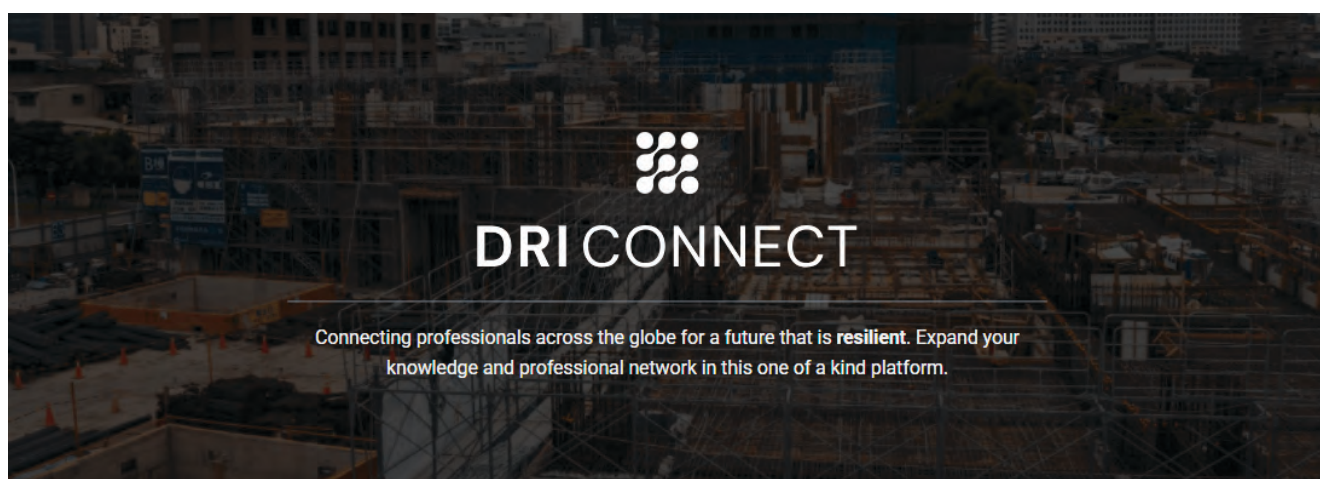 DRI CONNECT
Connecting professionals across the globe for a future that is resilient. Expand your
knowledge and professional network in this one of a kind platform.